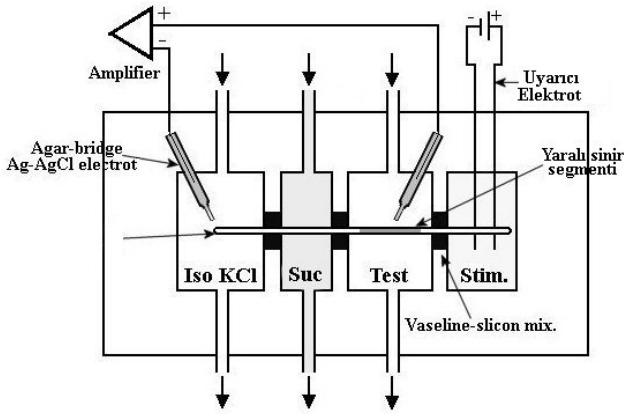 +
-
Amplifier
- +
Uyarıcı
Elektrot
Agar-bridge
Ag-AgCl electrot
Yaralı sinir
segmenti
Iso KCl
Suc
Test
Stim.
Vaseline-slicon mix.